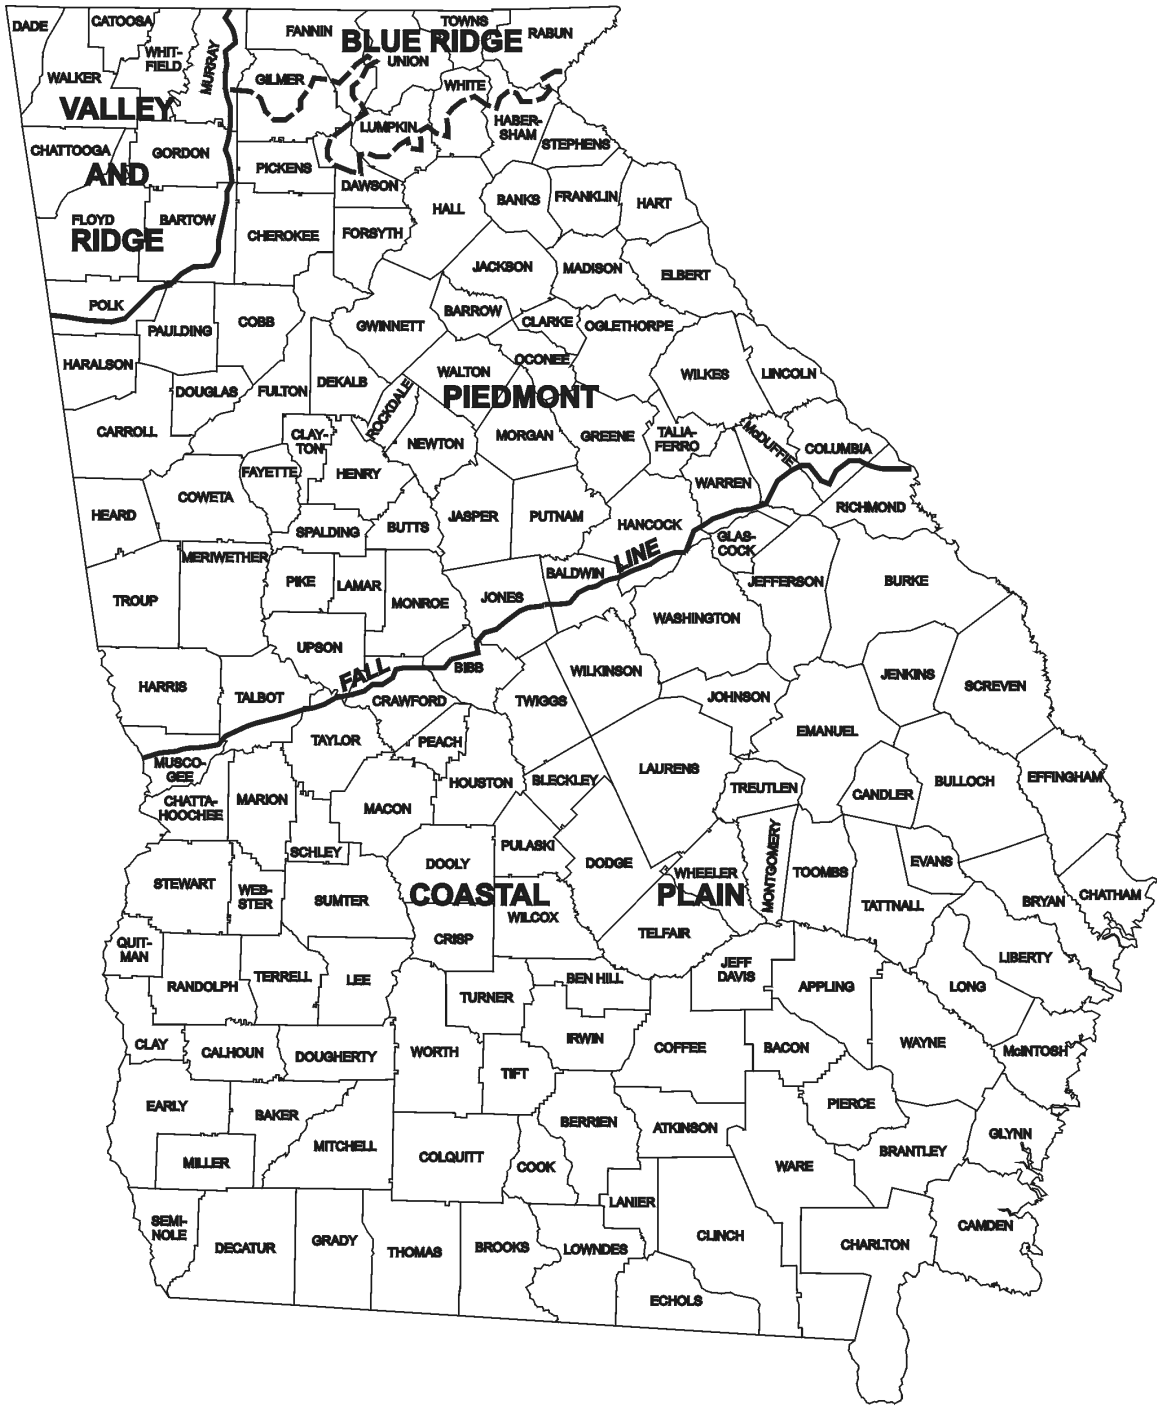 DADE
CATOOSA
WHIT-
FIELD
MURRAY
WALKER
FANNIN
TOWNS
RABUN
BLUE RIDGE
UNION
GILMER
WHITE
VALLEY
LUMPKIN
HABER-
SHAM
STEPHENS
CHATTOOGA
GORDON
AND
PICKENS
DAWSON
HALL
BANKS
FRANKLIN
HART
FLOYD
BARTOW
RIDGE
CHEROKEE
FORSYTH
JACKSON
MADISON
ELBERT
POLK
PAULDING
COBB
GWINNETT
BARROW
CLARKE
OGLETHORPE
HARALSON
DOUGLAS
FULTON
DEKALB
WALTON
OCONEE
WILKES
LINCOLN
ROCKDALE
PIEDMONT
CARROLL
CLAY-
TON
NEWTON
MORGAN
GREENE
TALIA-
FERRO
McDUFFIE
COLUMBIA
FAYETTE
HENRY
WARREN
COWETA
RICHMOND
HEARD
SPALDING
BUTTS
JASPER
PUTNAM
HANCOCK
GLAS-
COCK
MERIWETHER
PIKE
LAMAR
MONROE
JONES
BALDWIN
LINE
JEFFERSON
BURKE
TROUP
WASHINGTON
UPSON
FALL
BIBB
WILKINSON
HARRIS
TALBOT
CRAWFORD
TWIGGS
JOHNSON
JENKINS
SCREVEN
TAYLOR
PEACH
EMANUEL
MUSCO-
GEE
HOUSTON
BLECKLEY
LAURENS
TREUTLEN
CANDLER
BULLOCH
EFFINGHAM
CHATTA-
HOOCHEE
MARION
MACON
SCHLEY
DOOLY
PULASKI
DODGE
WHEELER
MONTGOMERY
TOOMBS
EVANS
STEWART
WEB-
STER
SUMTER
COASTAL
PLAIN
WILCOX
TATTNALL
BRYAN
CHATHAM
QUIT-
MAN
CRISP
TELFAIR
RANDOLPH
TERRELL
LEE
TURNER
BEN HILL
JEFF
DAVIS
APPLING
LONG
LIBERTY
CLAY
CALHOUN
DOUGHERTY
WORTH
IRWIN
COFFEE
BACON
WAYNE
McINTOSH
TIFT
EARLY
BAKER
BERRIEN
PIERCE
ATKINSON
MITCHELL
MILLER
COLQUITT
COOK
WARE
BRANTLEY
GLYNN
LANIER
SEMI-
NOLE
DECATUR
GRADY
THOMAS
BROOKS
LOWNDES
CLINCH
CHARLTON
CAMDEN
ECHOLS